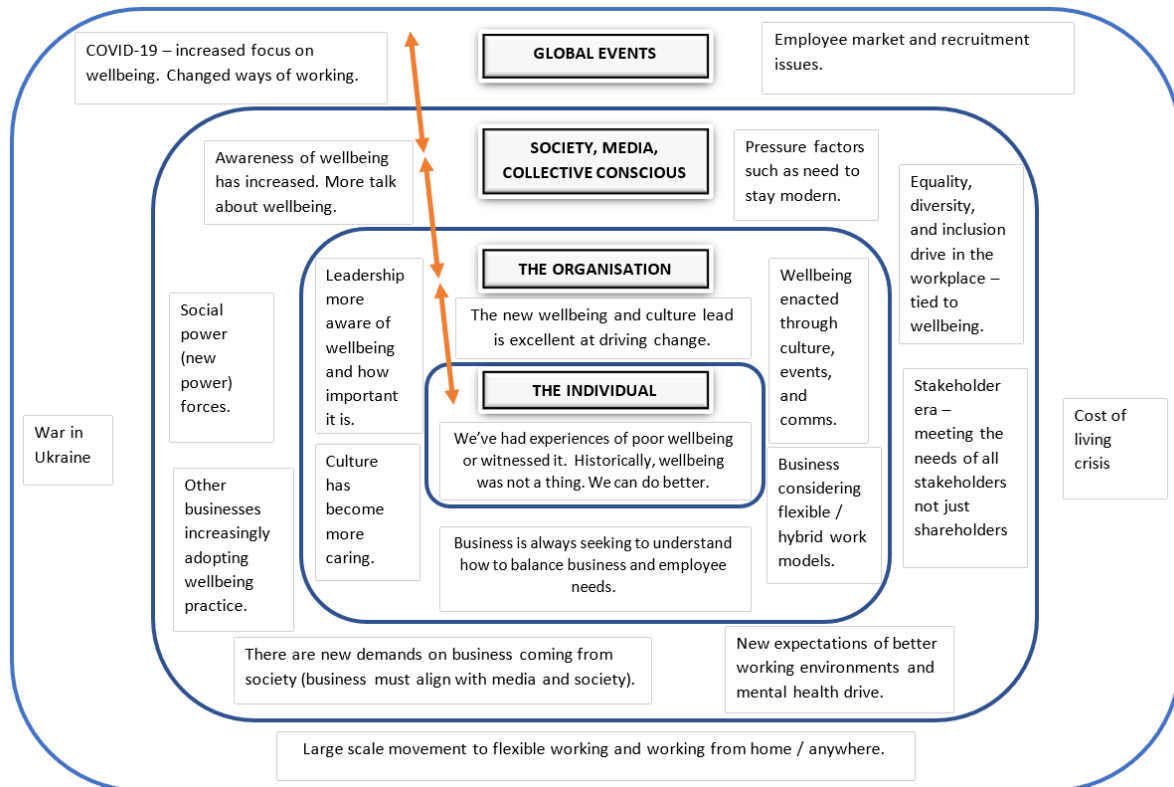 COVID-19 – increased focus on
wellbeing. Changed ways of working.
GLOBAL EVENTS
Employee market and recruitment
issues.
Awareness of wellbeing
has increased. More talk
about wellbeing.
SOCIETY, MEDIA,
COLLECTIVE CONSCIOUS
Pressure factors
such as need to
stay modern.
Equality,
diversity,
and inclusion
drive in the
workplace –
tied to
wellbeing.
Social
power
(new
power)
forces.
Leadership
more
aware of
wellbeing
and how
important
it is.
THE ORGANISATION
The new wellbeing and culture lead
is excellent at driving change.
Wellbeing
enacted
through
culture,
events,
and
comms.
THE INDIVIDUAL
We’ve had experiences of poor wellbeing
or witnessed it. Historically, wellbeing
was not a thing. We can do better.
War in
Ukraine
Other
businesses
increasingly
adopting
wellbeing
practice.
Culture
has
become
more
caring.
Business is always seeking to understand
how to balance business and employee
needs.
Business
considering
flexible /
hybrid work
models.
Stakeholder
era –
meeting the
needs of all
stakeholders
not just
shareholders
Cost of
living
crisis
There are new demands on business coming from
society (business must align with media and society).
New expectations of better
working environments and
mental health drive.
Large scale movement to flexible working and working from home / anywhere.